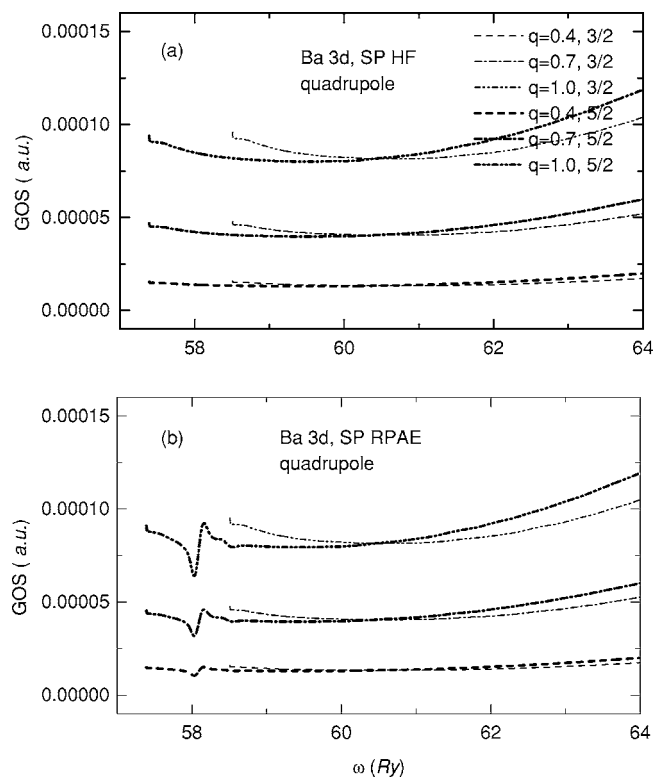 0.00015
(a)
Ba 3d, SP HF
quadrupole
q=0.4, 3/2
q=0.7, 3/2
q=1.0, 3/2
q=0.4, 5/2
q=0.7, 5/2
q=1.0, 5/2
0.00010
0.00005
0.00000
GOS ( a.u.)
58
60
62
64
0.00015
(b)
Ba 3d, SP RPAE
quadrupole
0.00010
0.00005
0.00000
GOS ( a.u.)
58
60
62
64
ω (Ry)